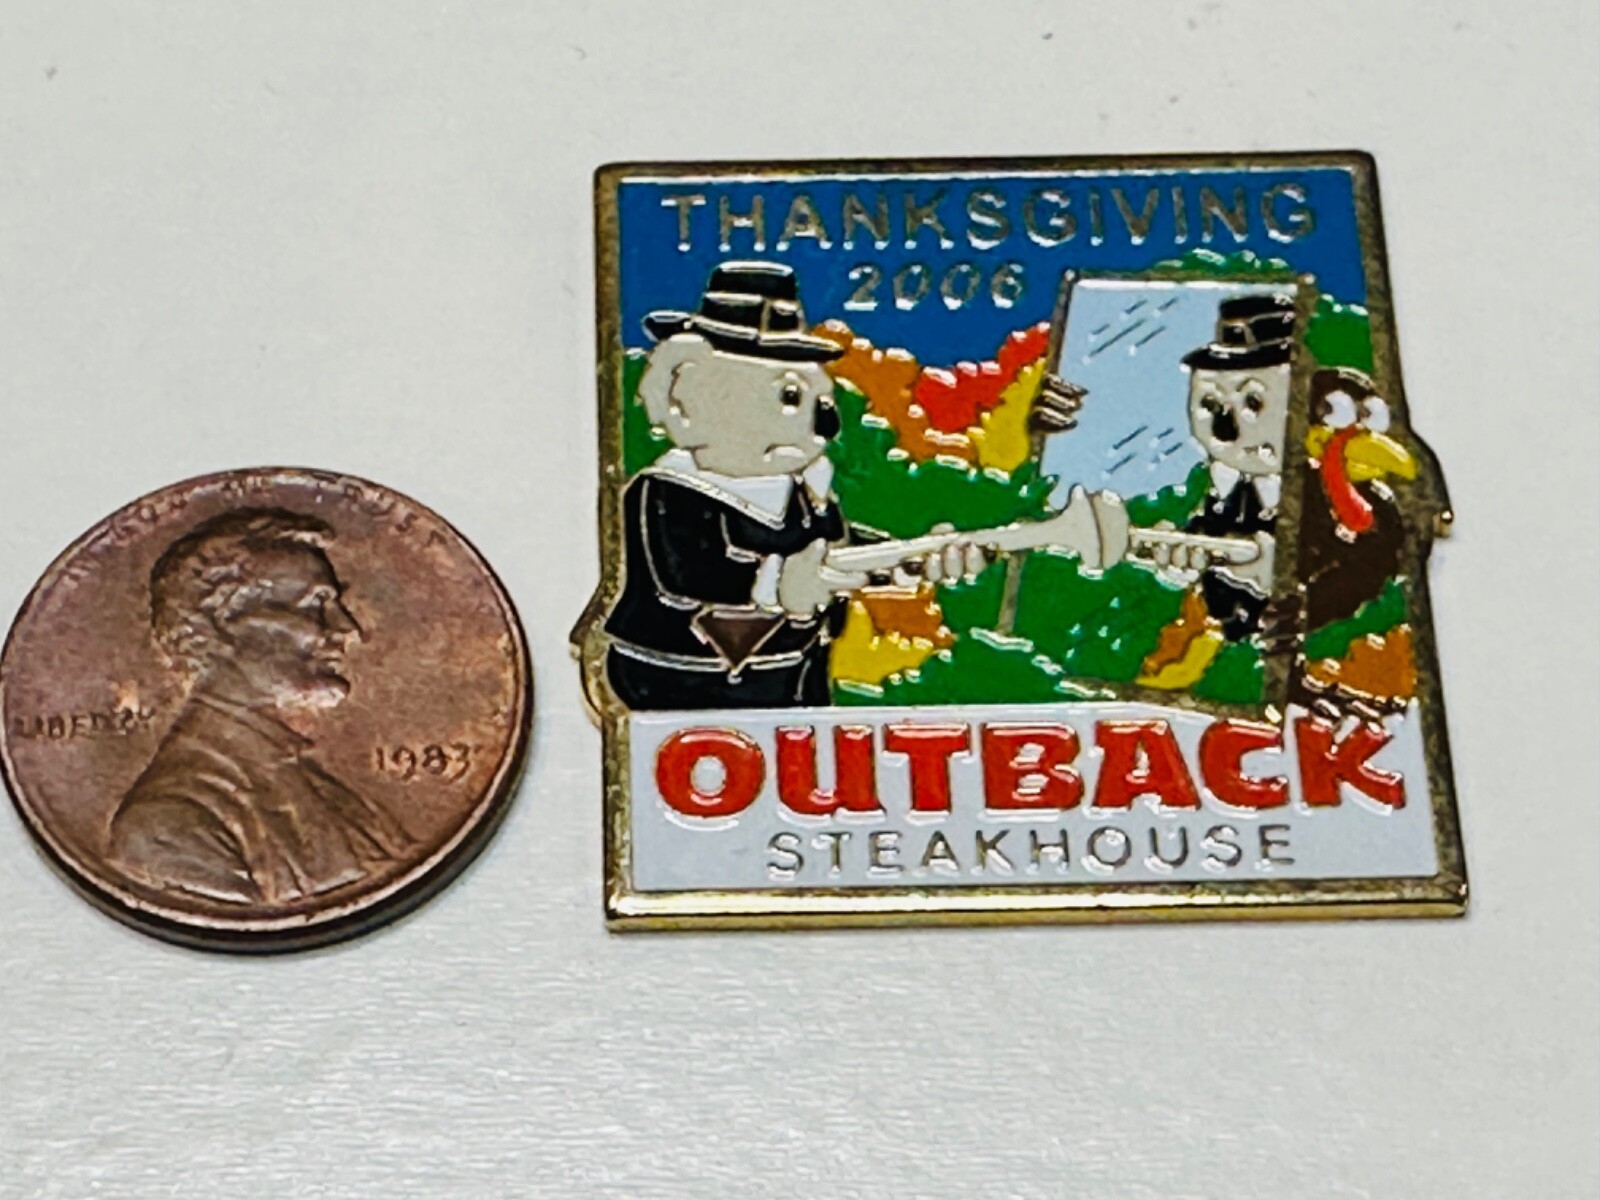 THANKSGIVING
2006
OUTBACK
STEAKHOUSE
IN GOD WE TRUST
LIBERTY
1983